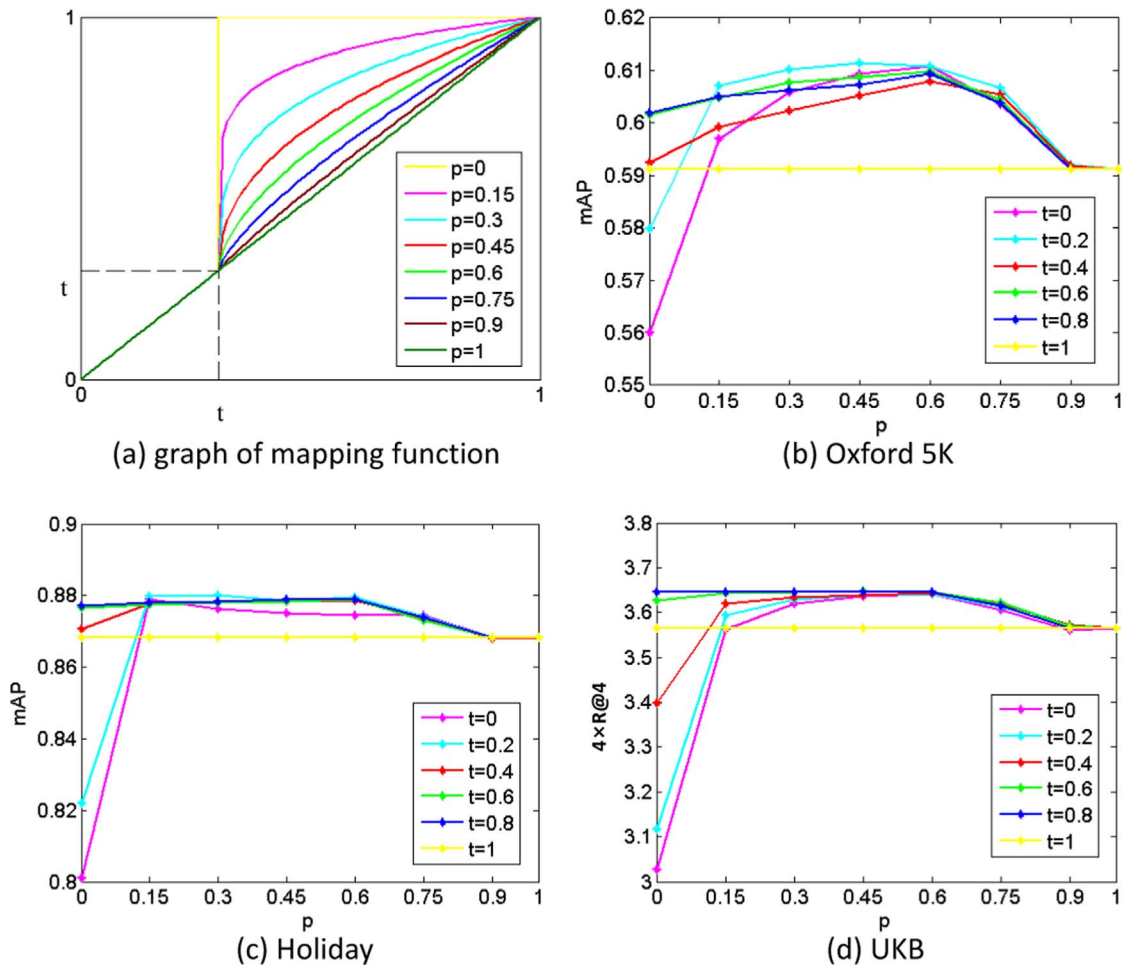 1
t
0
0
t
1
p=0
p=0.15
p=0.3
p=0.45
p=0.6
p=0.75
p=0.9
p=1
(a) graph of mapping function
0.62
0.61
0.6
0.59
0.58
0.57
0.56
0.55
mAP
0 0.15 0.3 0.45 0.6 0.75 0.9 1
p
t=0
t=0.2
t=0.4
t=0.6
t=0.8
t=1
(b) Oxford 5K
0.9
0.88
0.86
0.84
0.82
0.8
mAP
0 0.15 0.3 0.45 0.6 0.75 0.9 1
p
t=0
t=0.2
t=0.4
t=0.6
t=0.8
t=1
(c) Holiday
3.8
3.7
3.6
3.5
3.4
3.3
3.2
3.1
3
4×R@4
0 0.15 0.3 0.45 0.6 0.75 0.9 1
p
t=0
t=0.2
t=0.4
t=0.6
t=0.8
t=1
(d) UKB